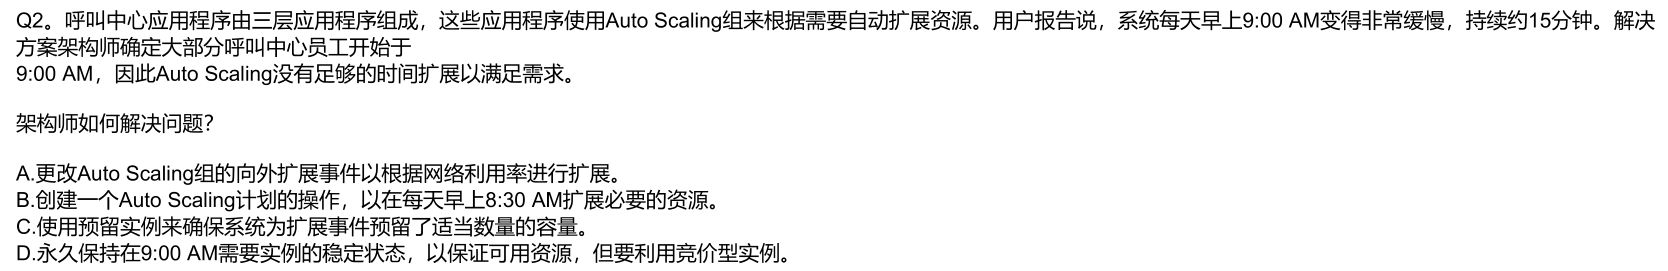 Q2。呼叫中心应用程序由三层应用程序组成，这些应用程序使用Auto Scaling组来根据需要自动扩展资源。用户报告说，系统每天早上9:00 AM变得非常缓慢，持续约15分钟。解决
方案架构师确定大部分呼叫中心员工开始于
9:00 AM，因此Auto Scaling没有足够的时间扩展以满足需求。
架构师如何解决问题？
A.更改Auto Scaling组的向外扩展事件以根据网络利用率进行扩展。
B.创建一个Auto Scaling计划的操作，以在每天早上8:30 AM扩展必要的资源。
C.使用预留实例来确保系统为扩展事件预留了适当数量的容量。
D.永久保持在9:00 AM需要实例的稳定状态，以保证可用资源，但要利用竞价型实例。